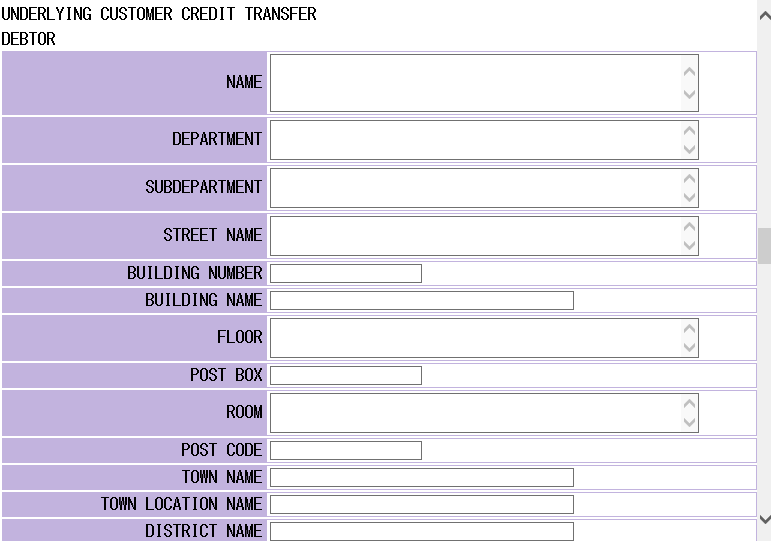 UNDERLYING CUSTOMER CREDIT TRANSFER
DEBTOR
NAME
DEPARTMENT
SUBDEPARTMENT
STREET NAME
BUILDING NUMBER
BUILDING NAME
FLOOR
POST BOX
ROOM
POST CODE
TOWN NAME
TOWN LOCATION NAME
DISTRICT NAME